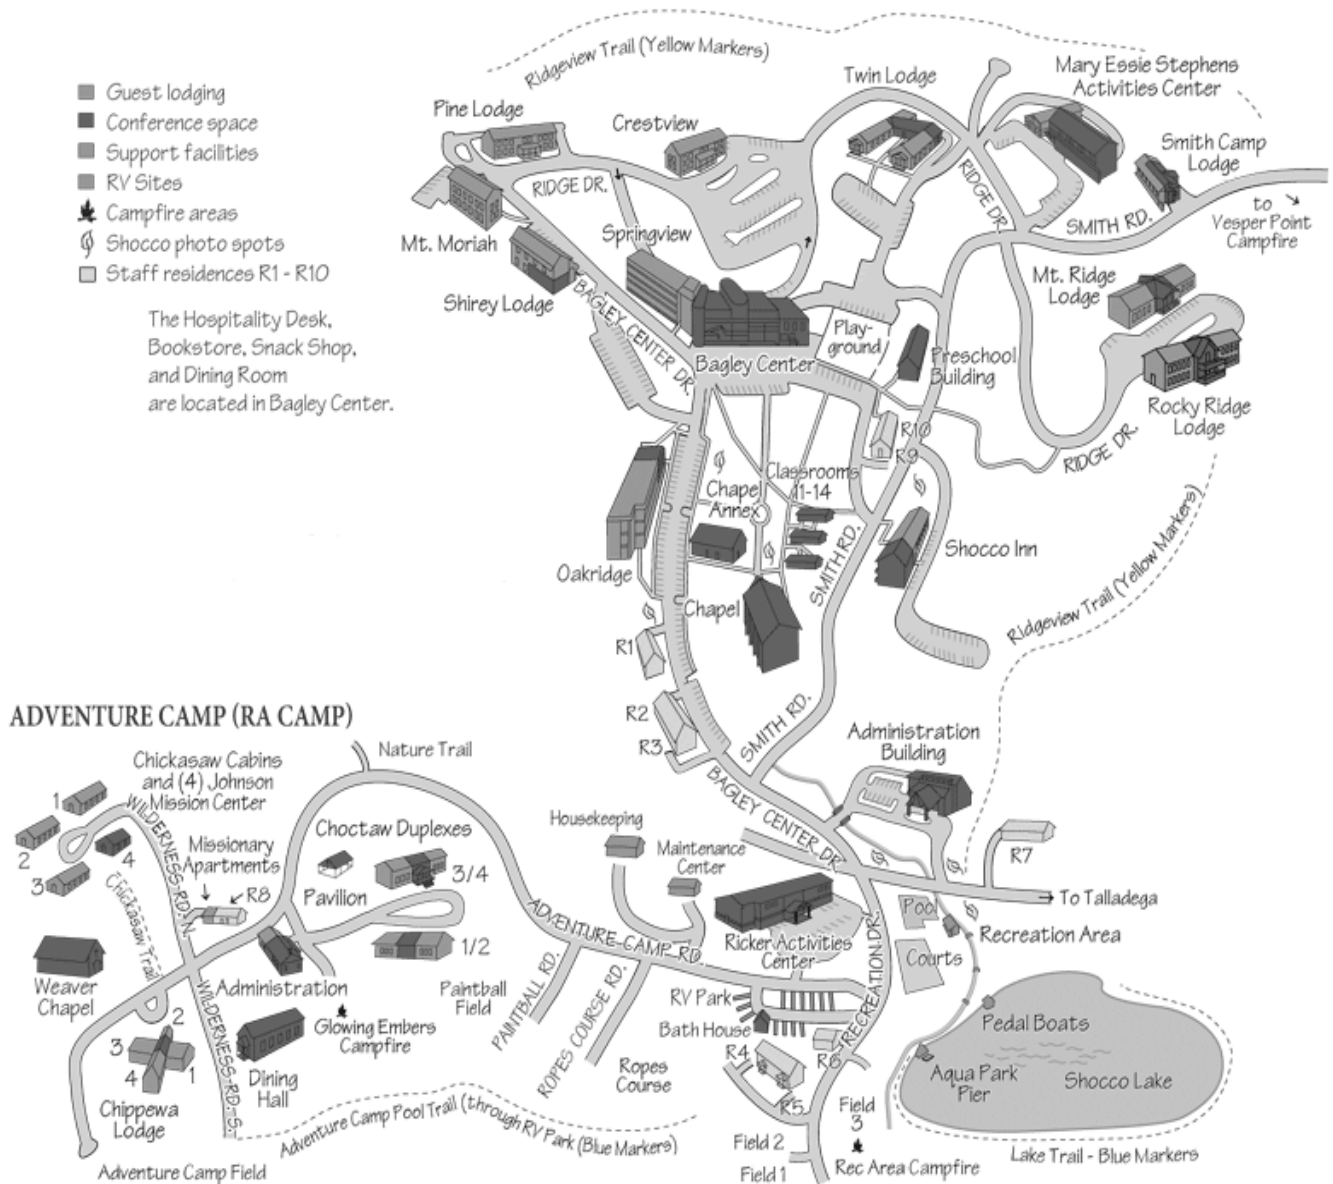 Ridgeview Trail (Yellow Markers)
Guest lodging
Conference space
Support facilities
RV Sites
Campfire areas
Shocco photo spots
Staff residences R1 - R10
The Hospitality Desk,
Bookstore, Snack Shop,
and Dining Room
are located in Bagley Center.
Pine Lodge
Crestview
Twin Lodge
Mary Essie Stephens
Activities Center
Smith Camp
Lodge
RIDGE DR.
RIDGE DR.
SMITH RD.
to
Vesper Point
Campfire
Mt. Moriah
Springview
Shirey Lodge
BAGLEY CENTER DR.
Mt. Ridge
Lodge
Play-
ground
Bagley Center
Preschool
Building
Rocky Ridge
Lodge
RIDGE DR.
R10
R9
Classrooms
11-14
Chapel
Annex
Oakridge
SMITH RD.
Shocco Inn
Chapel
Ridgeview Trail (Yellow Markers)
R1
R2
R3
SMITH RD.
BAGLEY CENTER DR.
Administration
Building
R7
To Talladega
ADVENTURE CAMP (RA CAMP)
Nature Trail
Chickasaw Cabins
and (4) Johnson
Mission Center
1
2
3
4
WILDERNESS RD. N.
Missionary
Apartments
R8
Choctaw Duplexes
3/4
Pavilion
1/2
Chickasaw Trail
Housekeeping
Maintenance
Center
ADVENTURE CAMP RD.
Ricker Activities
Center
RECREATION DR.
Pool
Courts
Recreation Area
Weaver
Chapel
Administration
Glowing Embers
Campfire
Paintball
Field
PAINTBALL RD.
ROPES COURSE RD.
RV Park
Bath House
R4
R5
R6
Pedal Boats
Aqua Park
Pier
Shocco Lake
WILDERNESS RD. S.
2
3
1
4
Chippewa
Lodge
Dining
Hall
Ropes
Course
Adventure Camp Pool Trail (through RV Park (Blue Markers)
Adventure Camp Field
Field
3
Field 2
Field 1
Rec Area Campfire
Lake Trail - Blue Markers